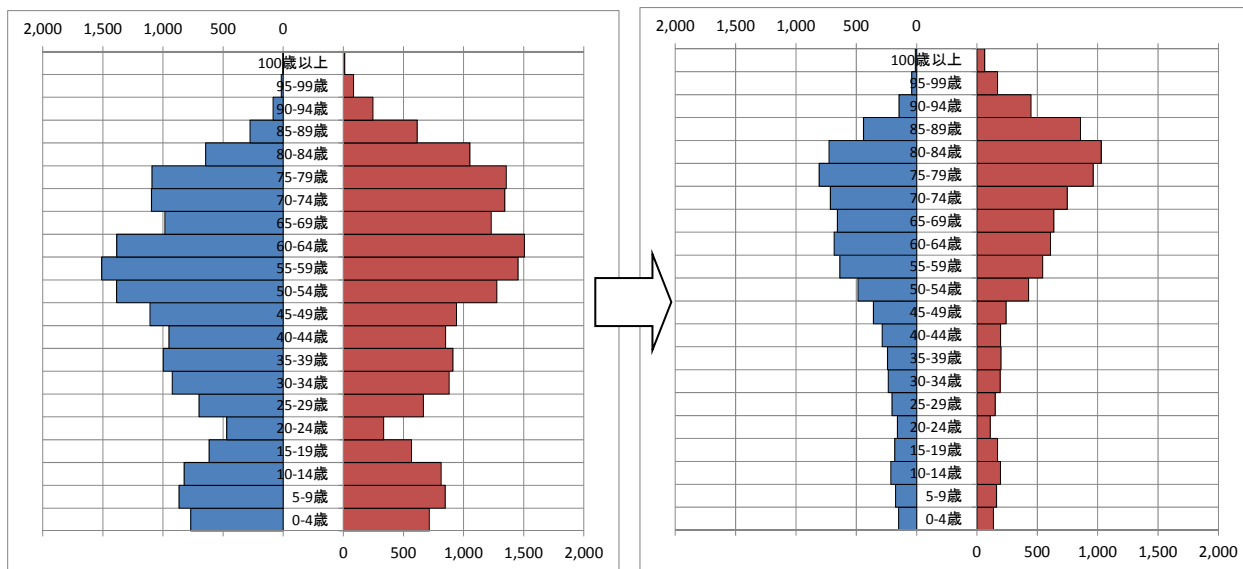 2,000 1,500 1,000 500 0
100歳以上
95-99歳
90-94歳
85-89歳
80-84歳
75-79歳
70-74歳
65-69歳
60-64歳
55-59歳
50-54歳
45-49歳
40-44歳
35-39歳
30-34歳
25-29歳
20-24歳
15-19歳
10-14歳
5-9歳
0-4歳
0 500 1,000 1,500 2,000
2,000 1,500 1,000 500 0
100歳以上
95-99歳
90-94歳
85-89歳
80-84歳
75-79歳
70-74歳
65-69歳
60-64歳
55-59歳
50-54歳
45-49歳
40-44歳
35-39歳
30-34歳
25-29歳
20-24歳
15-19歳
10-14歳
5-9歳
0-4歳
0 500 1,000 1,500 2,000